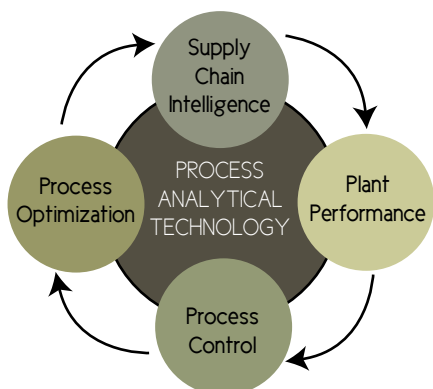 Supply
Chain
Intelligence
PROCESS
ANALYTICAL
TECHNOLOGY
Plant
Performance
Process
Control
Process
Optimization